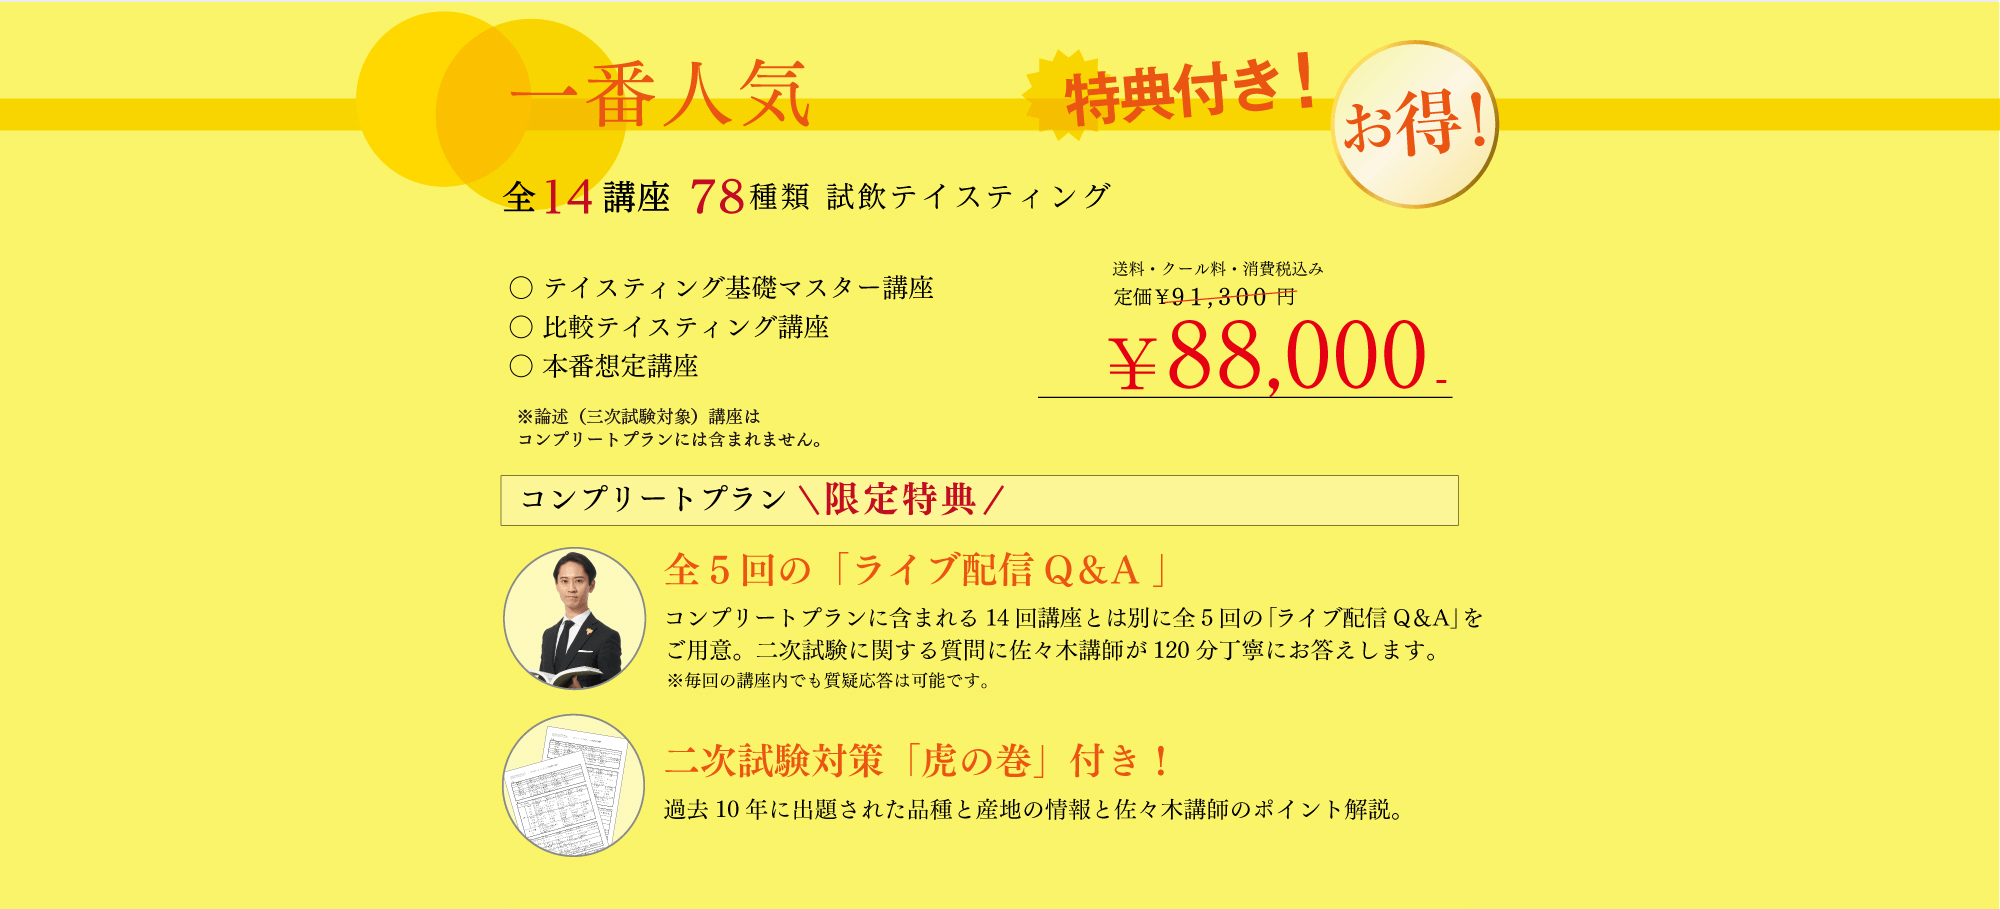 一番人気
特典付き！
お得！
全14講座 78種類 試飲テイスティング
○ テイスティング基礎マスター講座
○ 比較テイスティング講座
○ 本番想定講座
※論述（三次試験対象）講座は
コンプリートプランには含まれません。
送料・クール料・消費税込み
定価¥91,300円
¥88,000-
コンプリートプラン \限定特典/
全5回の「ライブ配信Q&A」
コンプリートプランに含まれる14回講座とは別に全5回の「ライブ配信Q&A」を
ご用意。二次試験に関する質問に佐々木講師が120分丁寧にお答えします。
※毎回の講座内でも質疑応答は可能です。
二次試験対策「虎の巻」付き！
過去10年に出題された品種と産地の情報と佐々木講師のポイント解説。